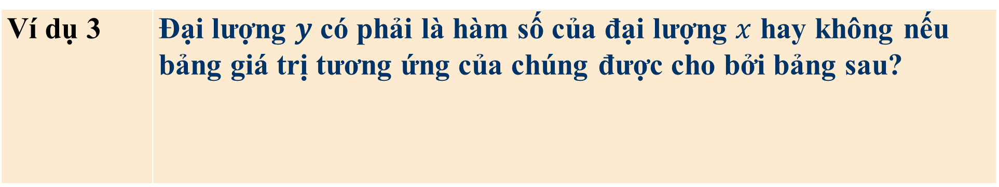 Ví dụ 3
Đại lượng y có phải là hàm số của đại lượng x hay không nếu
bảng giá trị tương ứng của chúng được cho bởi bảng sau?